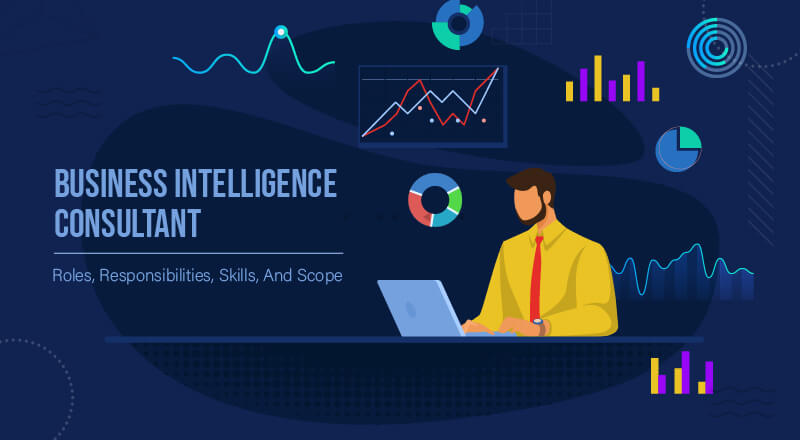 BUSINESS INTELLIGENCE
CONSULTANT
Roles, Responsibilities, Skills, And Scope